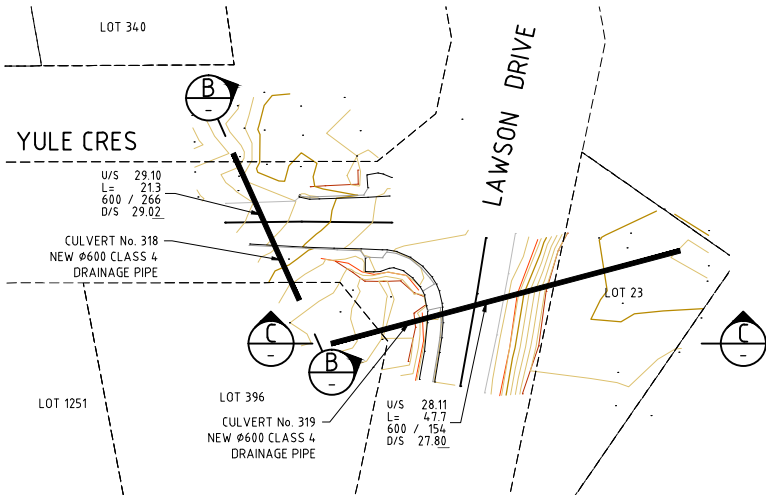 LOT 340
LAWSON DRIVE
B
-
YULE CRES
U/S 29.10
L= 21.3
600 / 266
D/S 29.02
CULVERT No. 318
NEW Ø600 CLASS 4
DRAINAGE PIPE
LOT 23
C
-
C
-
B
-
LOT 1251
LOT 396
CULVERT No. 319
NEW Ø600 CLASS 4
DRAINAGE PIPE
U/S 28.11
L= 47.7
600 / 154
D/S 27.80